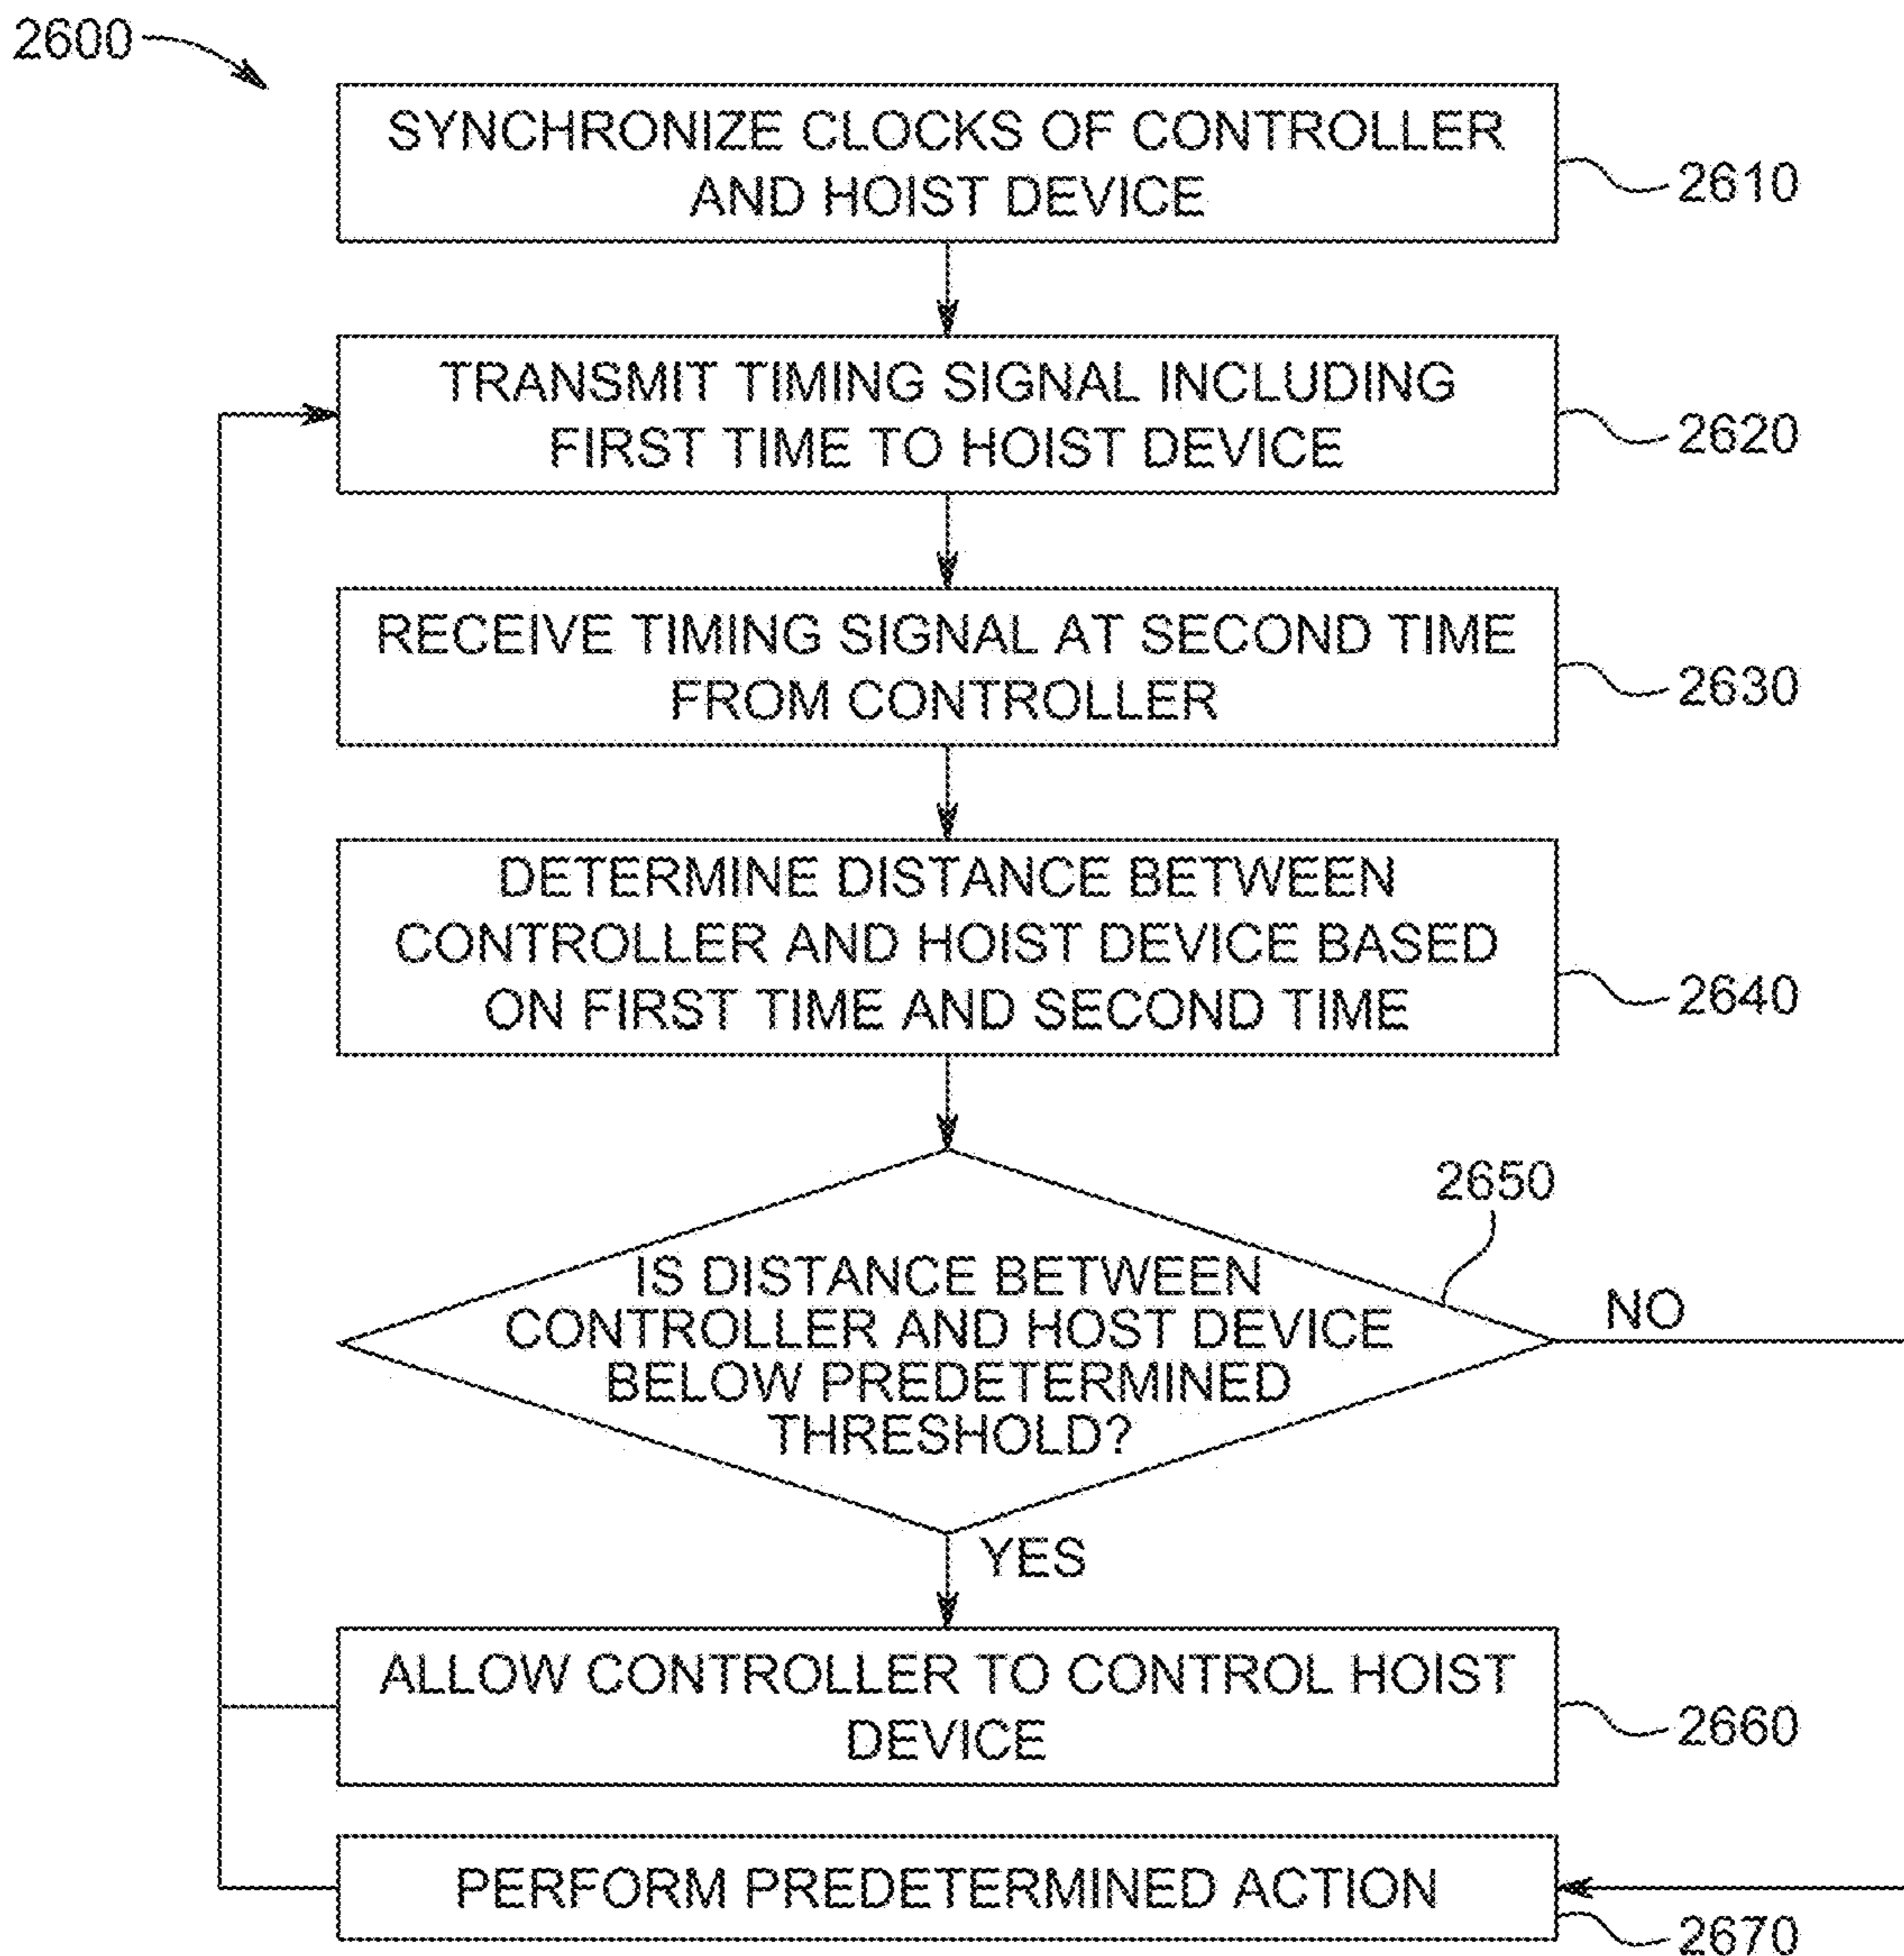 2600
SYNCHRONIZE CLOCKS OF CONTROLLER
AND HOIST DEVICE
2610
TRANSMIT TIMING SIGNAL INCLUDING
FIRST TIME TO HOIST DEVICE
2620
RECEIVE TIMING SIGNAL AT SECOND TIME
FROM CONTROLLER
2630
DETERMINE DISTANCE BETWEEN
CONTROLLER AND HOIST DEVICE BASED
ON FIRST TIME AND SECOND TIME
2640
2650
IS DISTANCE BETWEEN
CONTROLLER AND HOST DEVICE
BELOW PREDETERMINED
THRESHOLD?
NO
YES
ALLOW CONTROLLER TO CONTROL HOIST
DEVICE
2660
PERFORM PREDETERMINED ACTION
2670